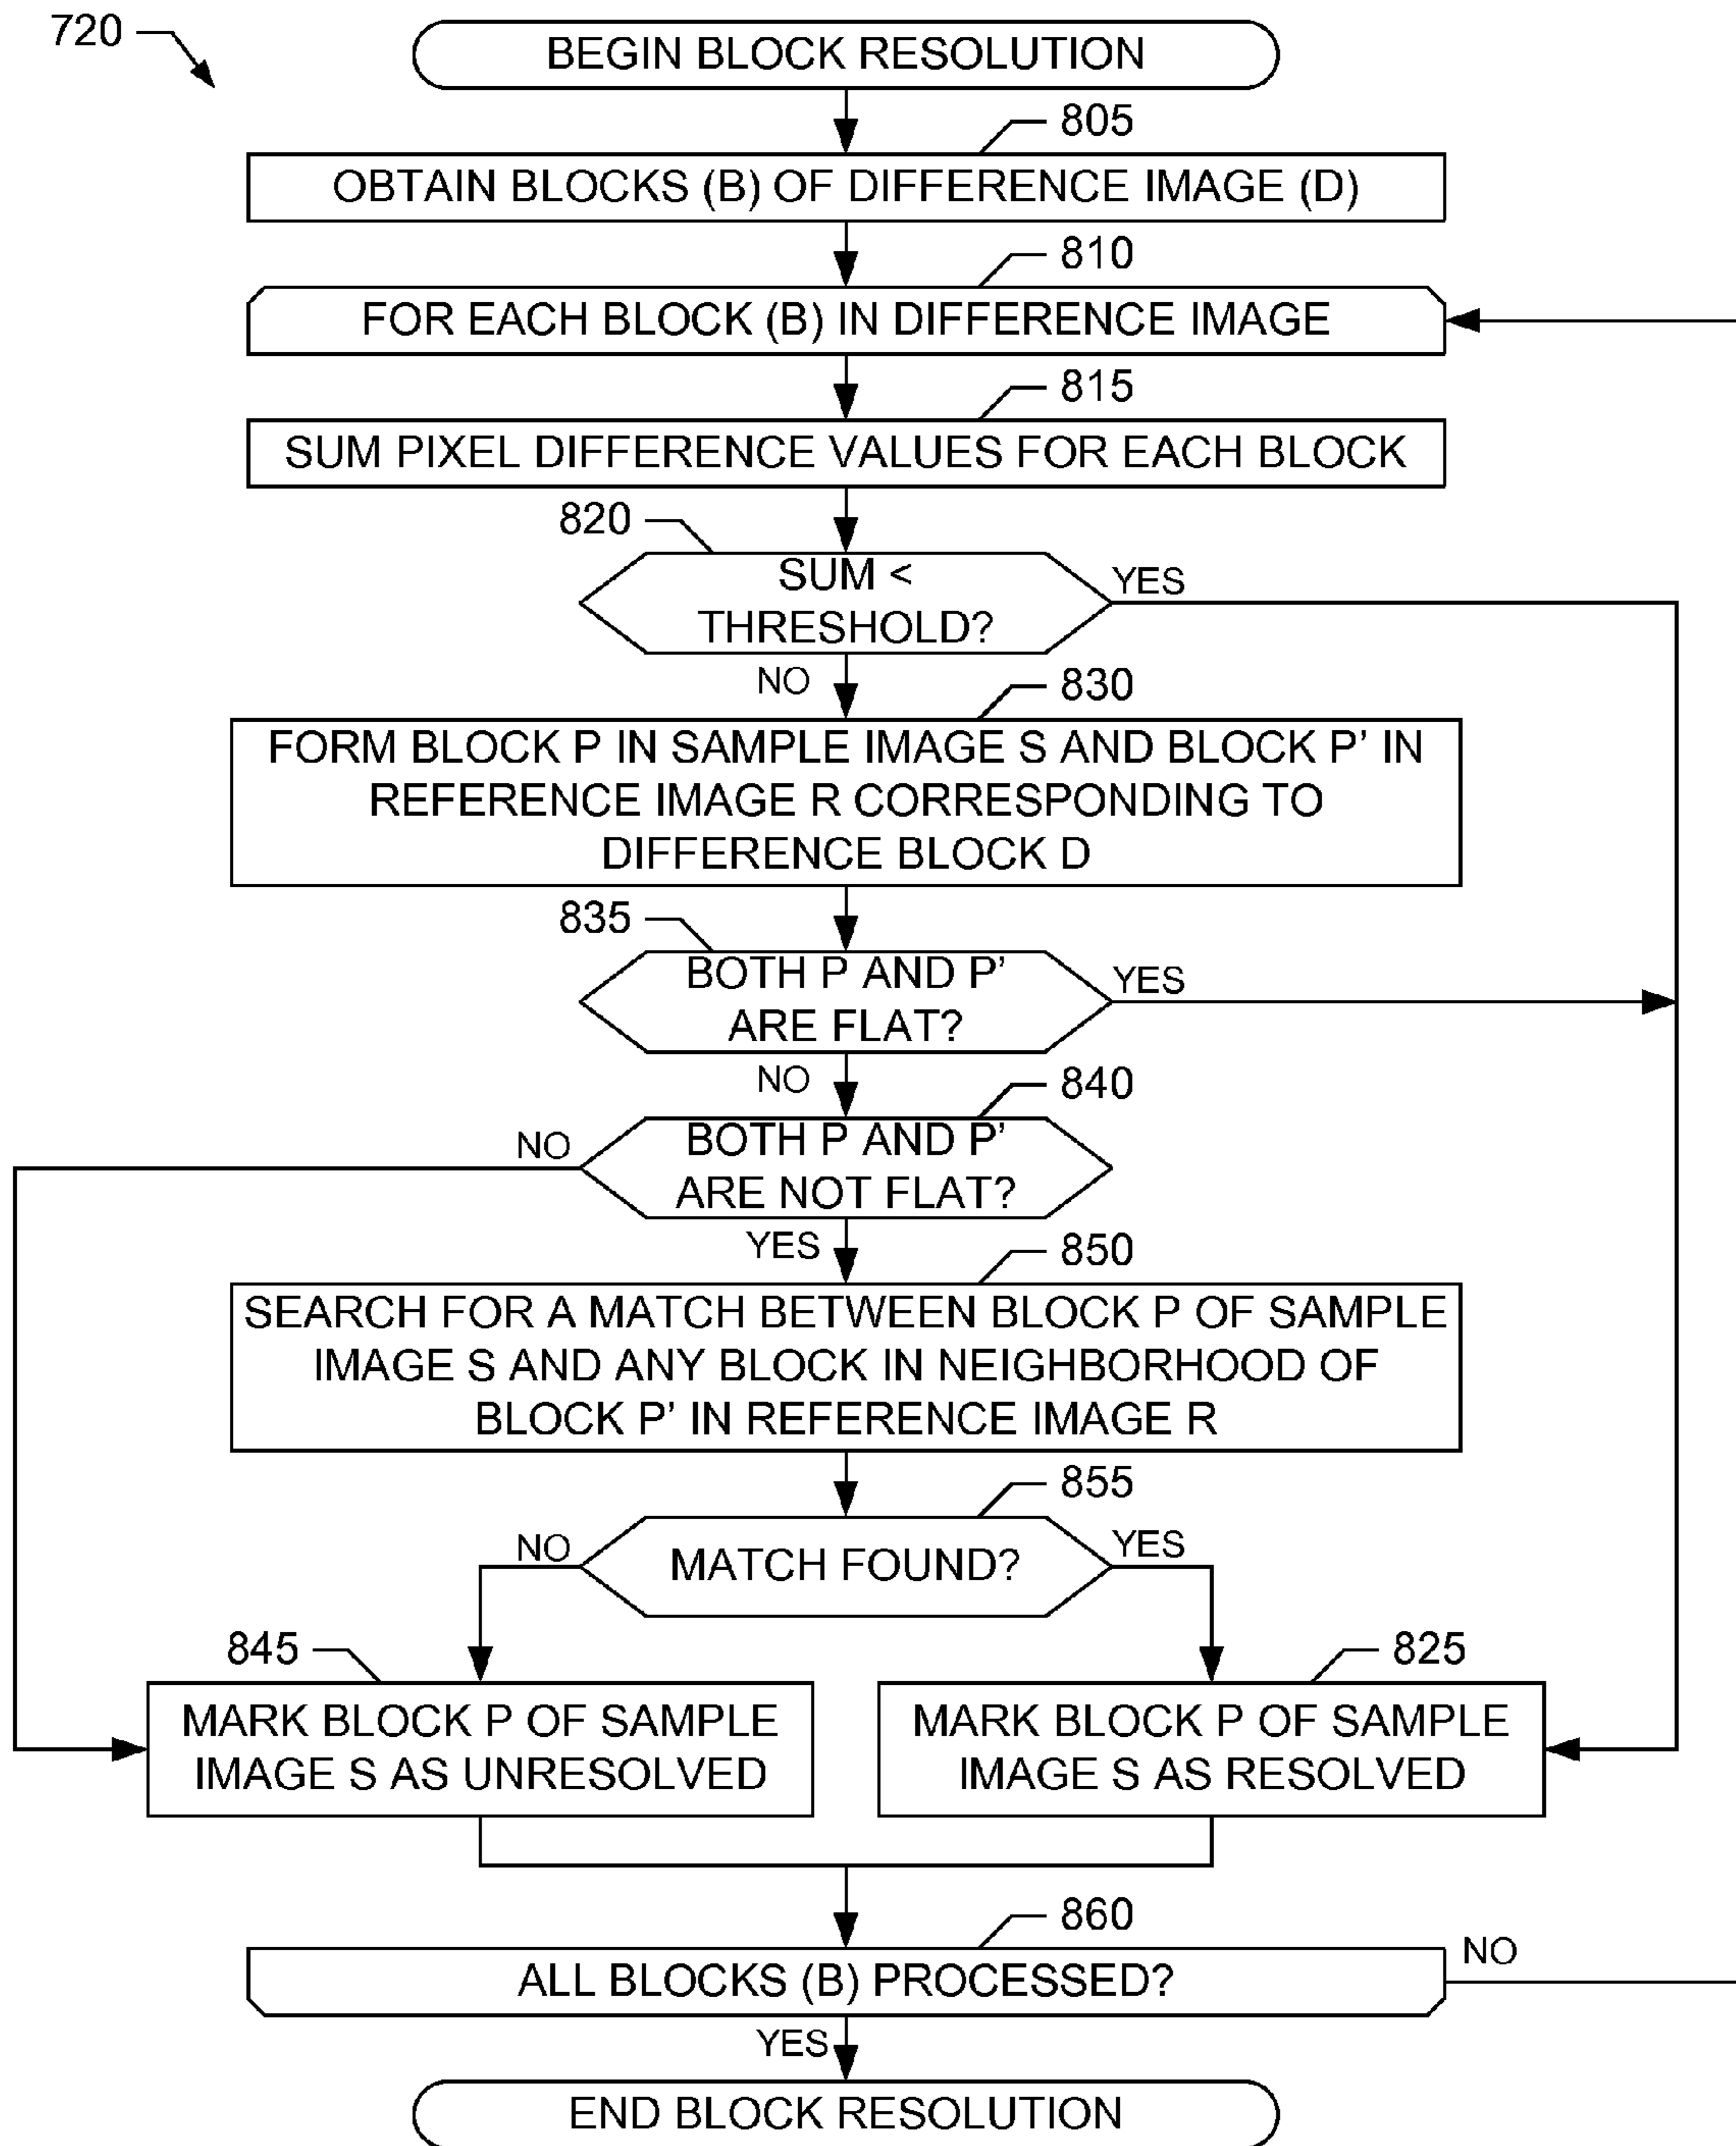 720
BEGIN BLOCK RESOLUTION
805
OBTAIN BLOCKS (B) OF DIFFERENCE IMAGE (D)
810
FOR EACH BLOCK (B) IN DIFFERENCE IMAGE
815
SUM PIXEL DIFFERENCE VALUES FOR EACH BLOCK
820
SUM <
THRESHOLD?
YES
NO
830
FORM BLOCK P IN SAMPLE IMAGE S AND BLOCK P’ IN
REFERENCE IMAGE R CORRESPONDING TO
DIFFERENCE BLOCK D
835
BOTH P AND P’
ARE FLAT?
YES
NO
840
NO
BOTH P AND P’
ARE NOT FLAT?
YES
850
SEARCH FOR A MATCH BETWEEN BLOCK P OF SAMPLE
IMAGE S AND ANY BLOCK IN NEIGHBORHOOD OF
BLOCK P’ IN REFERENCE IMAGE R
855
NO
MATCH FOUND?
YES
845
MARK BLOCK P OF SAMPLE
IMAGE S AS UNRESOLVED
825
MARK BLOCK P OF SAMPLE
IMAGE S AS RESOLVED
860
ALL BLOCKS (B) PROCESSED?
NO
YES
END BLOCK RESOLUTION